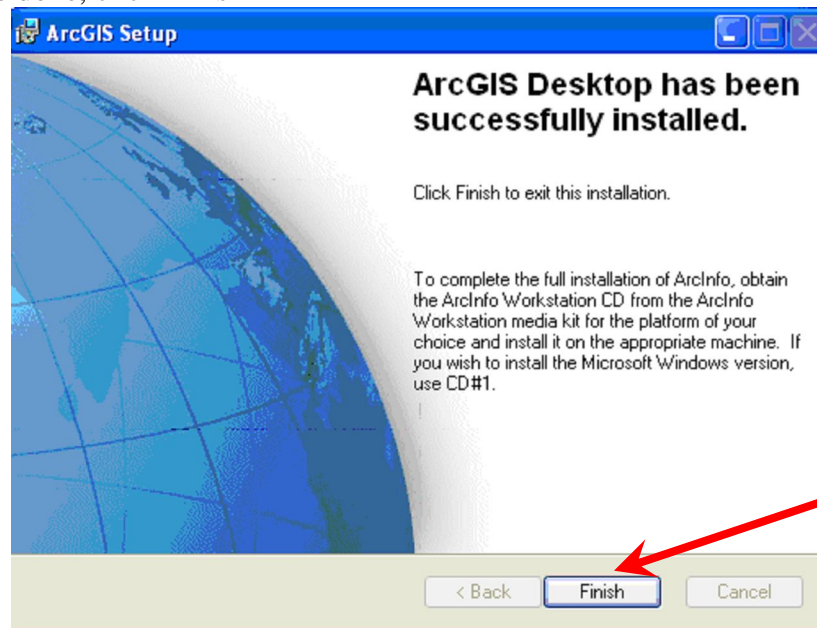 ArcGIS Setup
ArcGIS Desktop has been
successfully installed.
Click Finish to exit this installation.
To complete the full installation of ArcInfo, obtain
the ArcInfo Workstation CD from the ArcInfo
Workstation media kit for the platform of your
choice and install it on the appropriate machine. If
you wish to install the Microsoft Windows version,
use CD#1.
< Back Finish Cancel